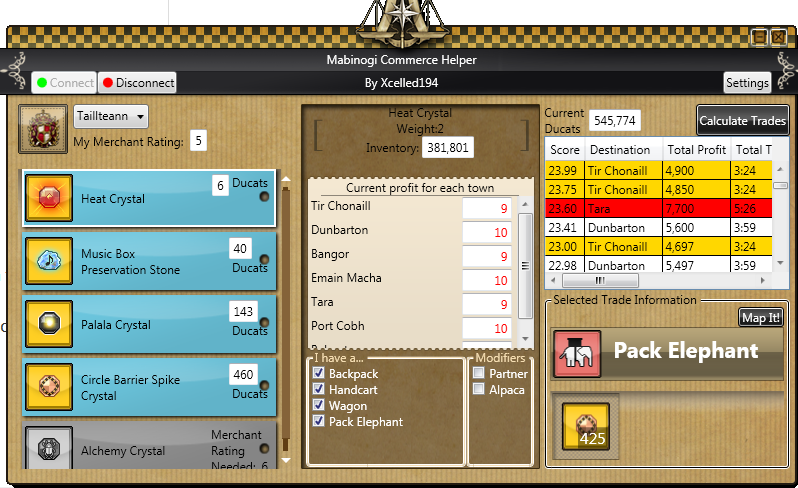 Mabinogi Commerce Helper
Connect
Disconnect
By Xcelled194
Settings
Taillteann
My Merchant Rating: 5
Heat Crystal
6 Ducats
Music Box
Preservation Stone
40
Ducats
Palala Crystal
143
Ducats
Circle Barrier Spike
Crystal
460
Ducats
Alchemy Crystal
Merchant
Rating
Needed: 6
Heat Crystal
Weight:2
Inventory: 381,801
Current profit for each town
Tir Chonaill 9
Dunbarton 10
Bangor 9
Emain Macha 10
Tara 9
Port Cobh 10
I have a...
Backpack
Handcart
Wagon
Pack Elephant
Modifiers
Partner
Alpaca
Current
Ducats
545,774
Calculate Trades
Score Destination Total Profit Total T
23.99 Tir Chonaill 4,900 3:24
23.75 Tir Chonaill 4,850 3:24
23.60 Tara 7,700 5:26
23.41 Dunbarton 5,600 3:59
23.00 Tir Chonaill 4,697 3:24
22.98 Dunbarton 5,497 3:59
Selected Trade Information
Map It!
Pack Elephant
425